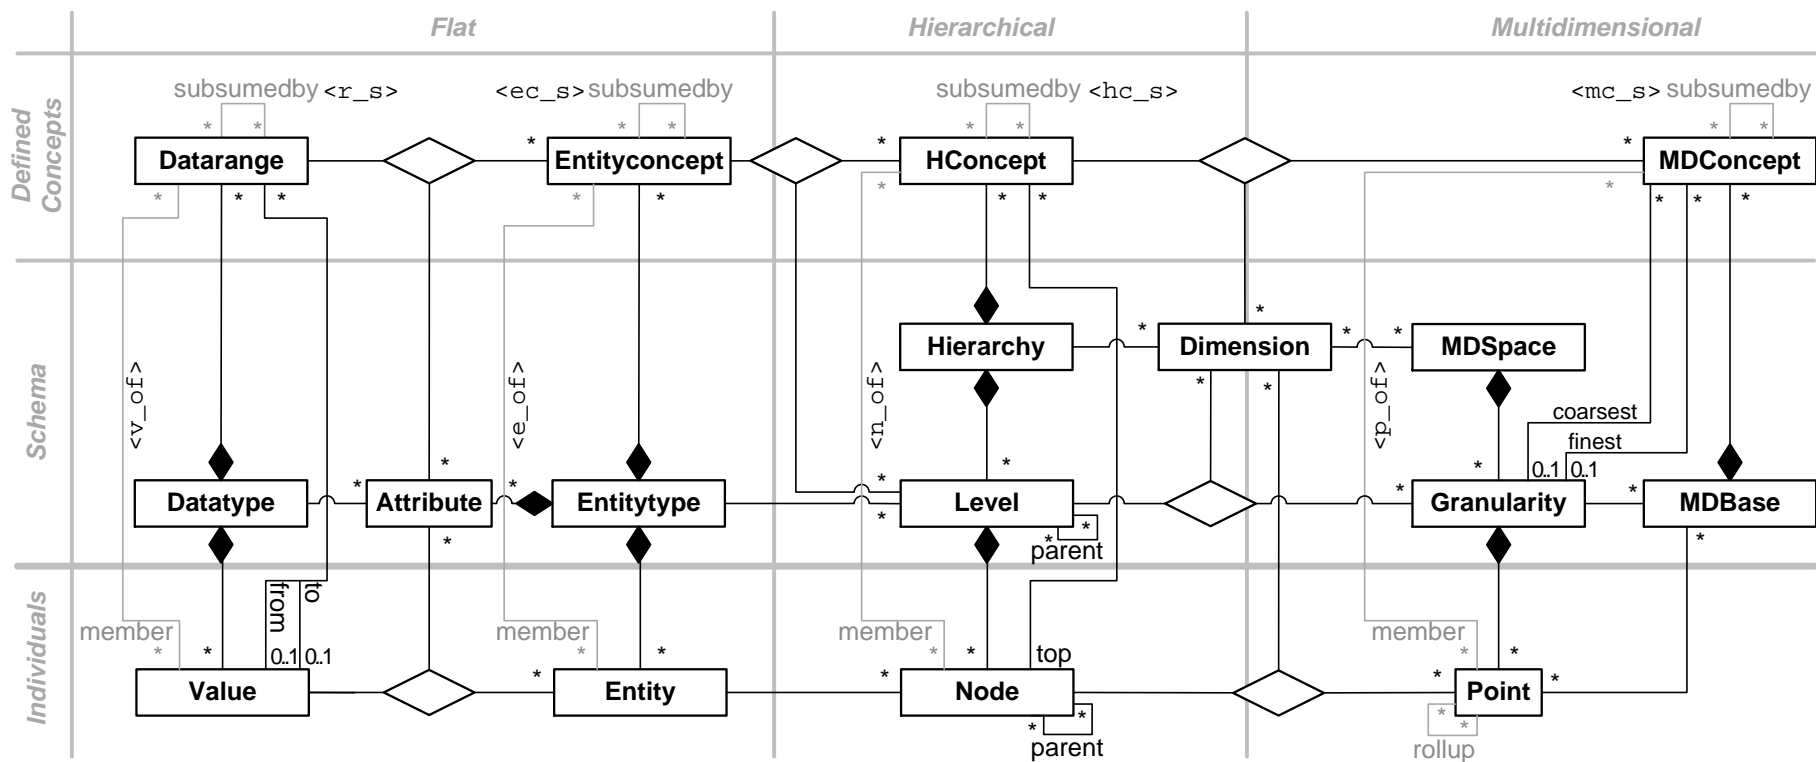 Flat Hierarchical Multidimensional
Defined
Concepts
subsumedby <r_s> <ec_s> subsumedby subsumedby <hc_s> <mc_s> subsumedby
* * * * * * * *
Datarange * Entityconcept * HConcept * MDConcept
* * * * * * * * * * * *
Schema
<v_of> <e_of> <n_of> <p_of>
*
Hierarchy * Dimension * * MDSpace
* *
coarsest
finest
* * * 0..1 0..1
Datatype * Attribute * Entitytype * Level * Granularity * MDBase
* * * * *
parent
Individuals
from to
member member member member
* * 0..1 0..1 * * * * top * *
Value * Entity * Node * Point *
* * * *
parent rollup